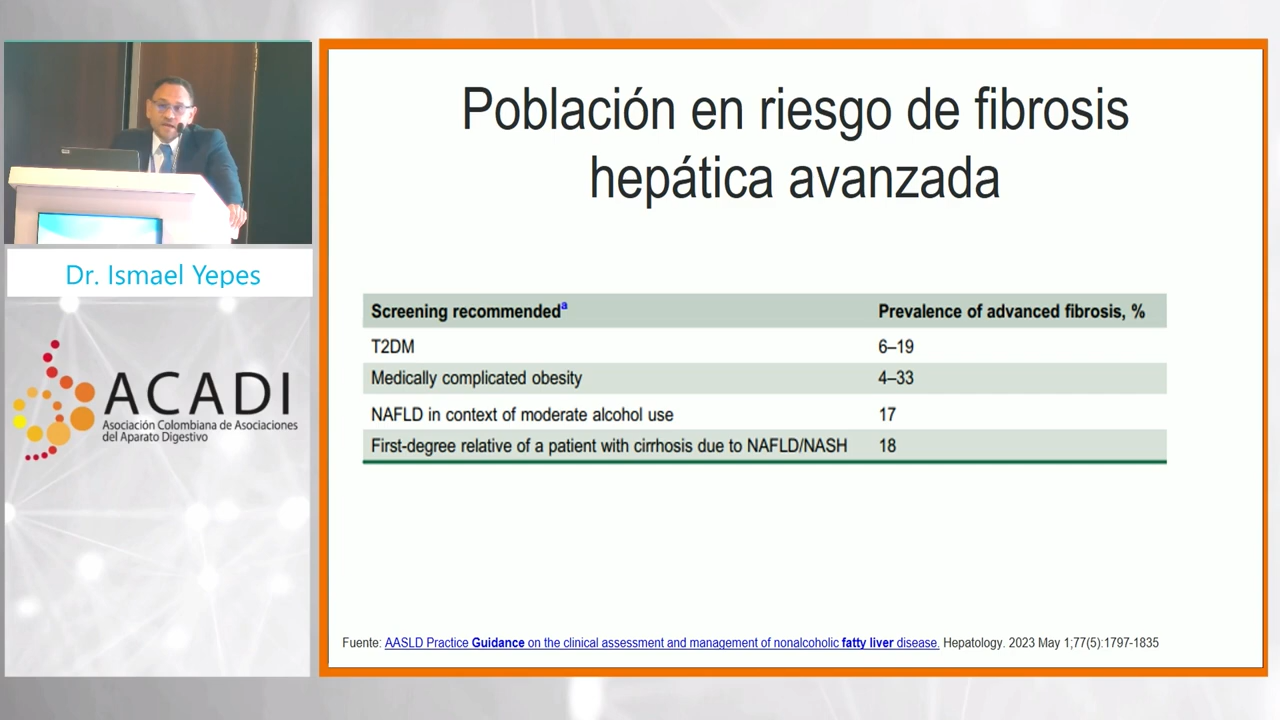 Población en riesgo de fibrosis
hepática avanzada
Dr. Ismael Yepes
ACADI
Asociación Colombiana de Asociaciones
del Aparato Digestivo
Screening recommendedª Prevalence of advanced fibrosis, %
T2DM 6–19
Medically complicated obesity 4–33
NAFLD in context of moderate alcohol use 17
First-degree relative of a patient with cirrhosis due to NAFLD/NASH 18
Fuente: AASLD Practice Guidance on the clinical assessment and management of nonalcoholic fatty liver disease. Hepatology. 2023 May 1;77(5):1797-1835